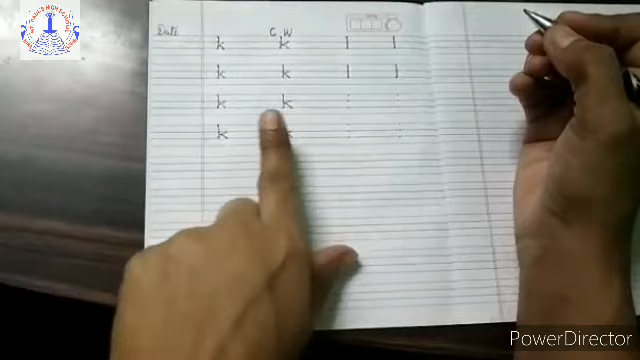 Date
C W
k k l l
k k l l
k k
k k
PowerDirector